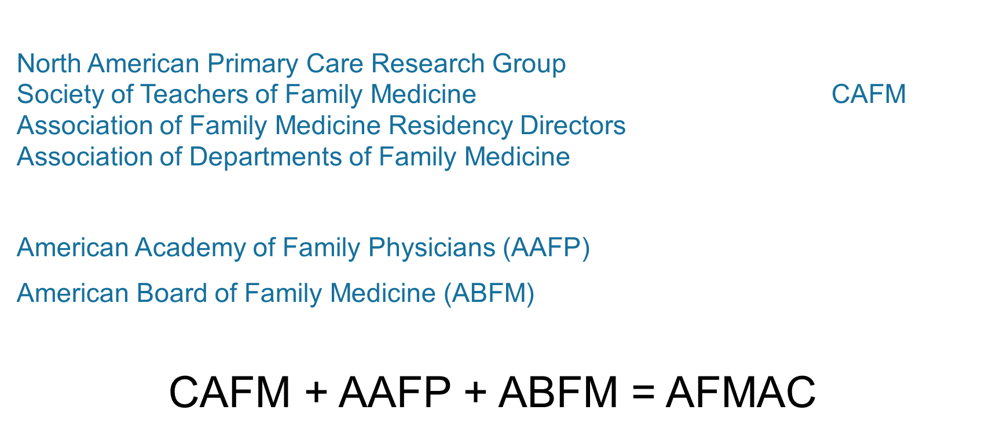 North American Primary Care Research Group
Society of Teachers of Family Medicine CAFM
Association of Family Medicine Residency Directors
Association of Departments of Family Medicine
American Academy of Family Physicians (AAFP)
American Board of Family Medicine (ABFM)
CAFM + AAFP + ABFM = AFMAC